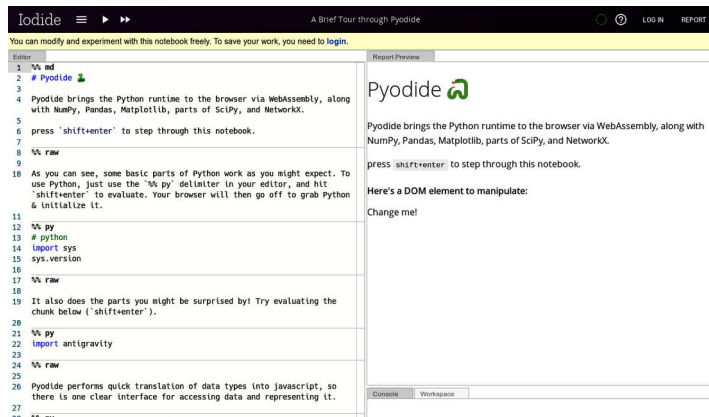 Iodide
A Brief Tour through Pyodide
LOG IN
REPORT
You can modify and experiment with this notebook freely. To save your work, you need to login.
Editor
1 %% md
2 # Pyodide 🐍
3
4 Pyodide brings the Python runtime to the browser via WebAssembly, along
with NumPy, Pandas, Matplotlib, parts of SciPy, and NetworkX.
5
6 press `shift+enter` to step through this notebook.
7
8 %% raw
9
10 As you can see, some basic parts of Python work as you might expect. To
use Python, just use the `%% py` delimiter in your editor, and hit
`shift+enter` to evaluate. Your browser will then go off to grab Python
& initialize it.
11
12 %% py
13 # python
14 import sys
15 sys.version
16
17 %% raw
18
19 It also does the parts you might be surprised by! Try evaluating the
chunk below (`shift+enter`).
20
21 %% py
22 import antigravity
23
24 %% raw
25
26 Pyodide performs quick translation of data types into javascript, so
there is one clear interface for accessing data and representing it.
27
Report Preview
Pyodide 🐍
Pyodide brings the Python runtime to the browser via WebAssembly, along with
NumPy, Pandas, Matplotlib, parts of SciPy, and NetworkX.
press shift+enter to step through this notebook.
Here's a DOM element to manipulate:
Change me!
Console
Workspace